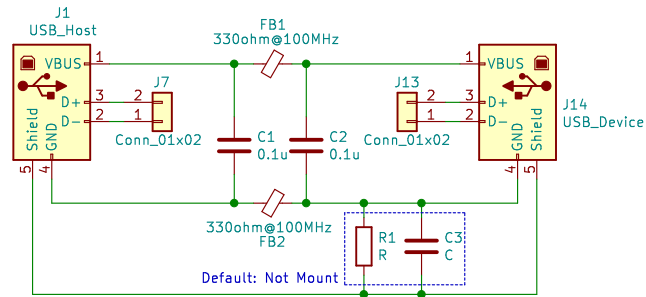 J1
USB_Host
FB1
330ohm@100MHz
VBUS 1
1 VBUS
J7
J13
D+ 3 2
2 3 D+
D- 2 1
1 2 D-
Shield
GND
GND
Shield
J14
USB_Device
Conn_01x02
Conn_01x02
C1
0.1u
C2
0.1u
5 4
4 5
330ohm@100MHz
FB2
R1
R
C3
C
Default: Not Mount